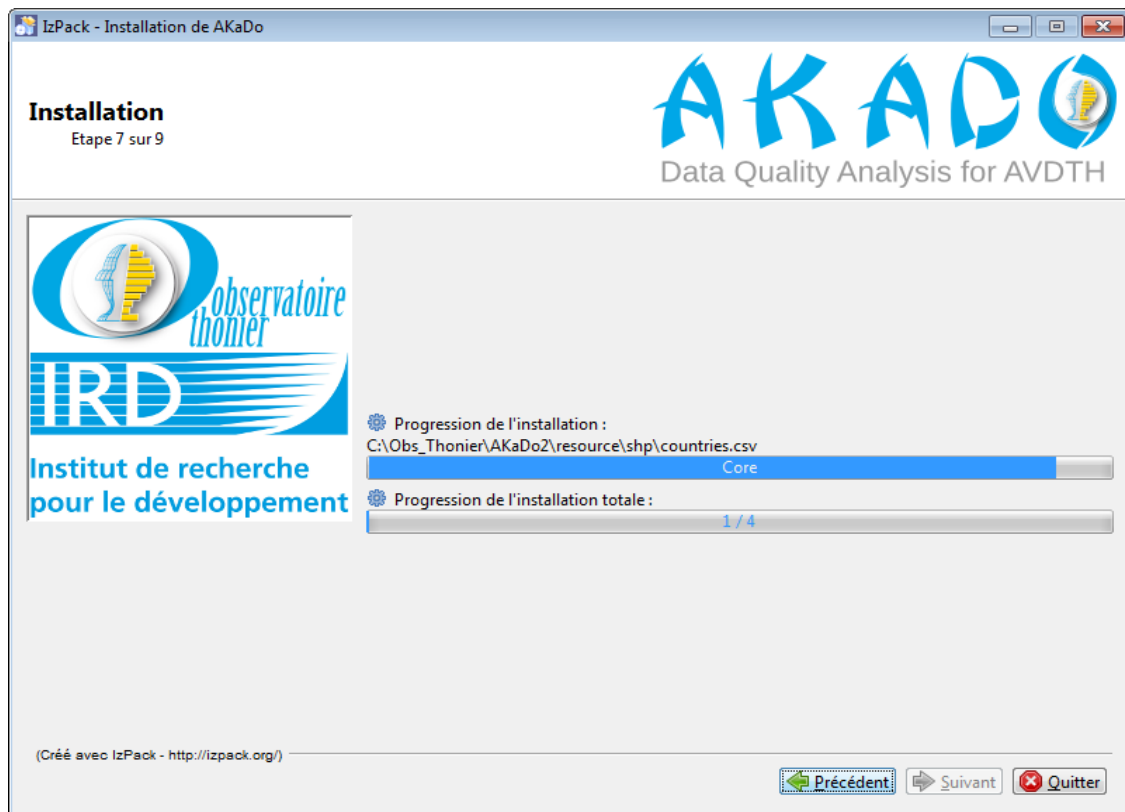 IzPack - Installation de AKaDo
AKADO
Installation
Etape 7 sur 9
Data Quality Analysis for AVDTH
observatoire
thonier
IRD
Institut de recherche
pour le développement
Progression de l'installation :
C:\Obs_Thonier\AKaDo2\resource\shp\countries.csv
Core
Progression de l'installation totale :
1 / 4
(Créé avec IzPack - http://izpack.org/)
Précédent Suivant Quitter